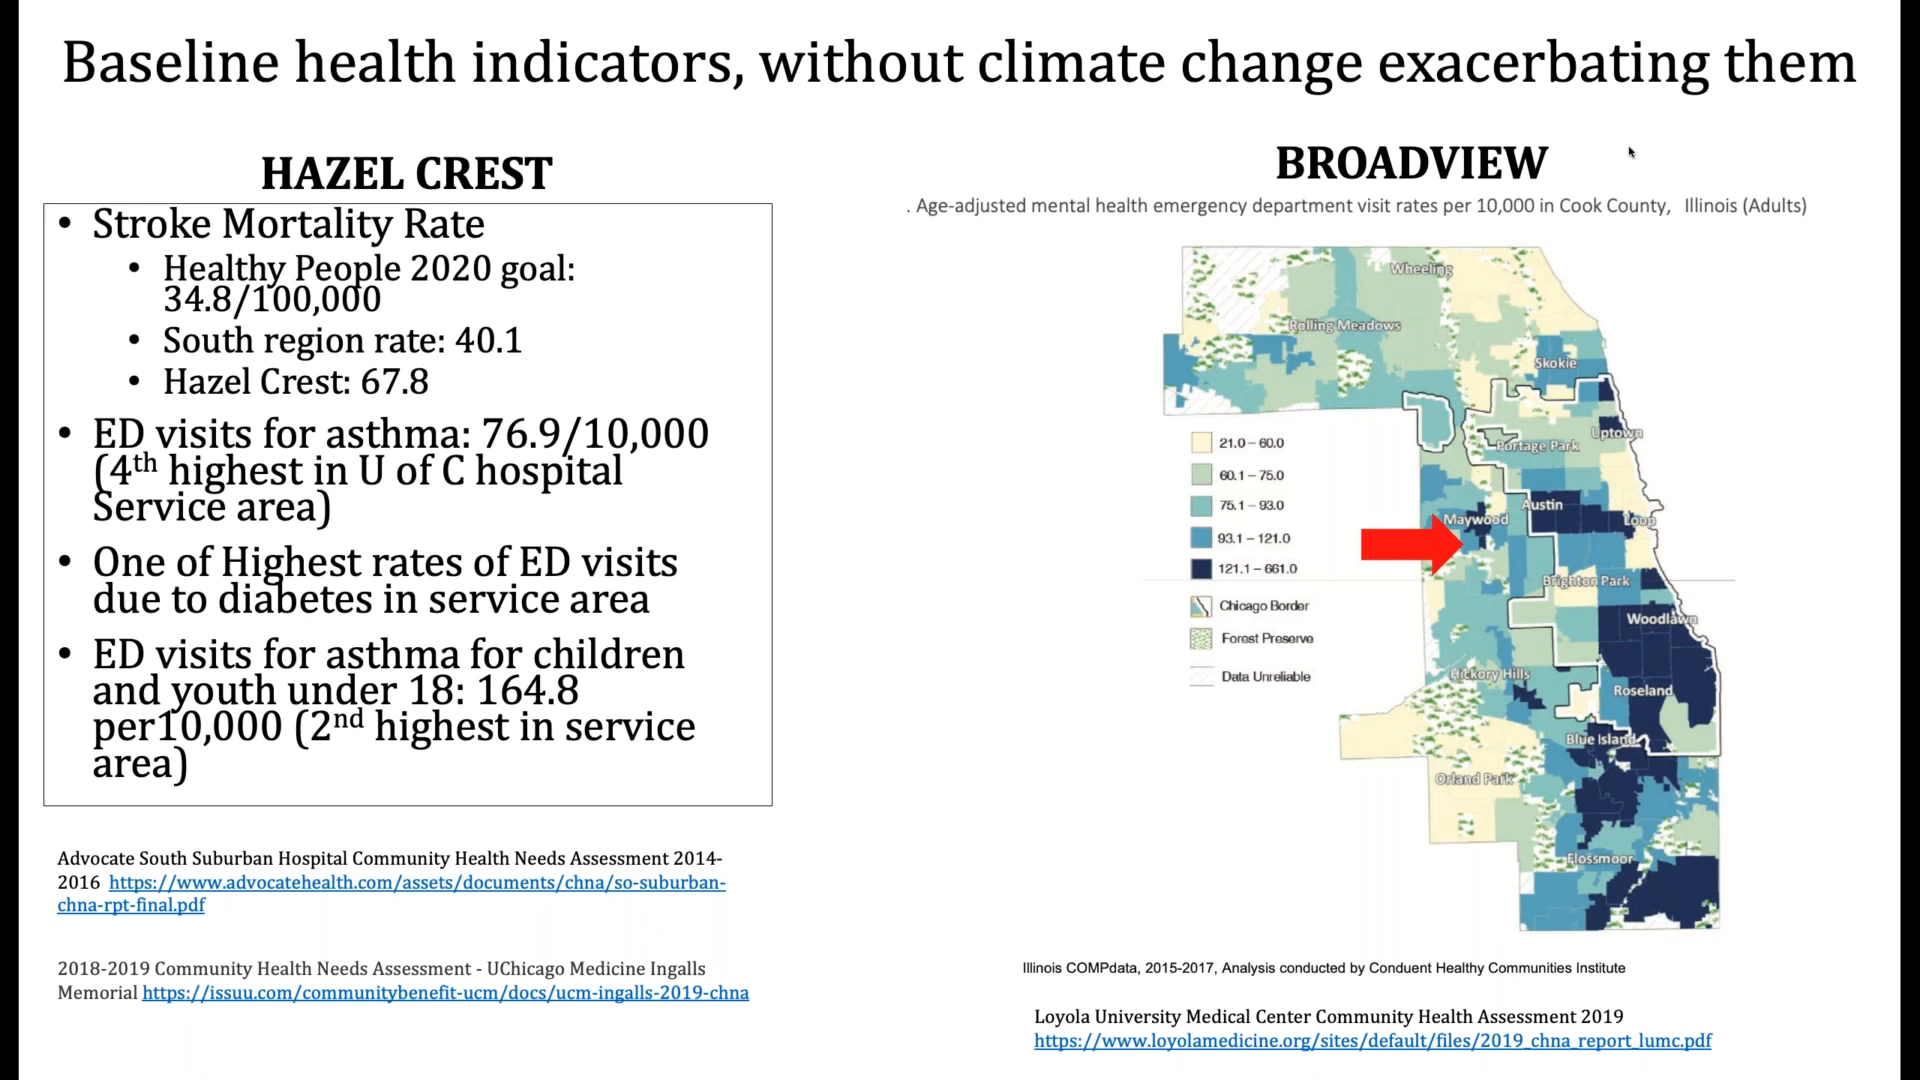 Baseline health indicators, without climate change exacerbating them
HAZEL CREST
• Stroke Mortality Rate
• Healthy People 2020 goal:
34.8/100,000
• South region rate: 40.1
• Hazel Crest: 67.8
• ED visits for asthma: 76.9/10,000
(4th highest in U of C hospital
Service area)
• One of Highest rates of ED visits
due to diabetes in service area
• ED visits for asthma for children
and youth under 18: 164.8
per10,000 (2nd highest in service
area)
Advocate South Suburban Hospital Community Health Needs Assessment 2014-
2016 https://www.advocatehealth.com/assets/documents/chna/so-suburban-
chna-rpt-final.pdf
2018-2019 Community Health Needs Assessment - UChicago Medicine Ingalls
Memorial https://issuu.com/communitybenefit-ucm/docs/ucm-ingalls-2019-chna
BROADVIEW
. Age-adjusted mental health emergency department visit rates per 10,000 in Cook County, Illinois (Adults)
Wheeling
Rolling Meadows
Skokie
Uptown
Portage Park
Austin
Maywood
Loop
Brighton Park
Woodlawn
Hickory Hills
Roseland
Blue Island
Orland Park
Flossmoor
21.0 – 60.0
60.1 – 75.0
75.1 – 93.0
93.1 – 121.0
121.1 – 661.0
Chicago Border
Forest Preserve
Data Unreliable
Illinois COMPdata, 2015-2017, Analysis conducted by Conduent Healthy Communities Institute
Loyola University Medical Center Community Health Assessment 2019
https://www.loyolamedicine.org/sites/default/files/2019_chna_report_lumc.pdf